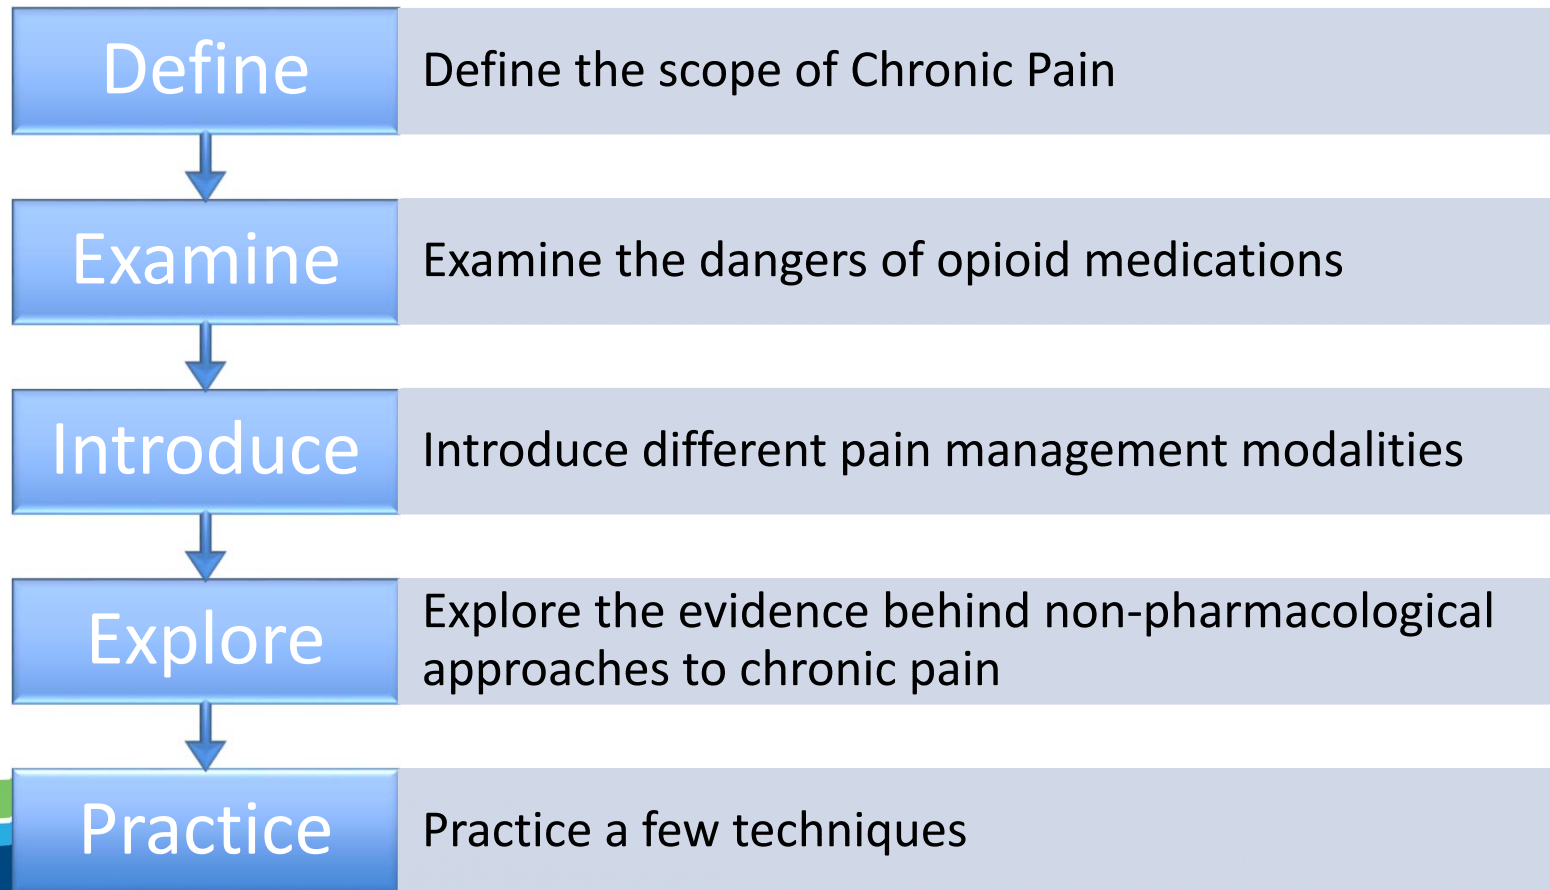 Define
Define the scope of Chronic Pain
Examine
Examine the dangers of opioid medications
Introduce
Introduce different pain management modalities
Explore
Explore the evidence behind non-pharmacological
approaches to chronic pain
Practice
Practice a few techniques